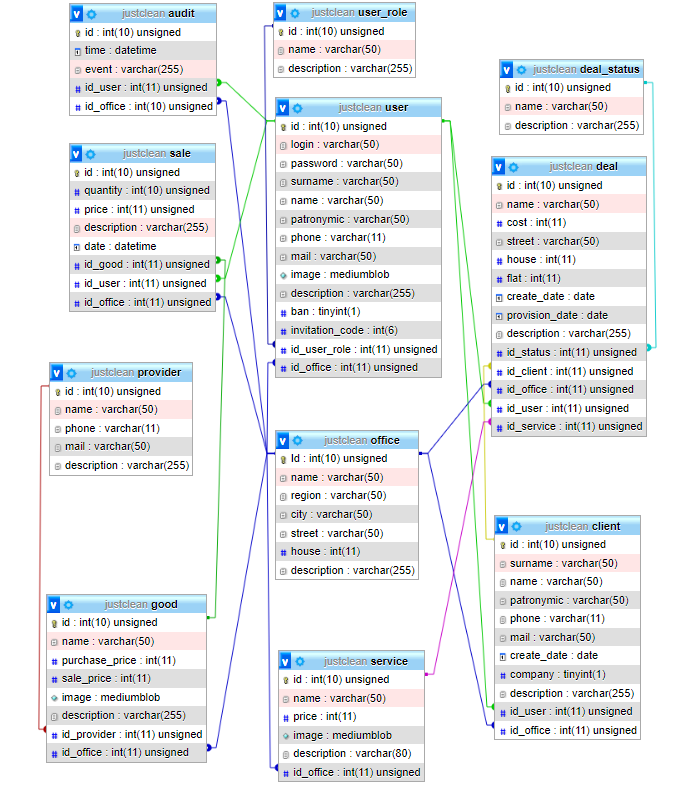 justclean audit
id : int(10) unsigned
time : datetime
event : varchar(255)
id_user : int(11) unsigned
id_office : int(10) unsigned
justclean user_role
id : int(10) unsigned
name : varchar(50)
description : varchar(50)
justclean deal_status
id : int(10) unsigned
name : varchar(50)
description : varchar(255)
justclean user
id : int(10) unsigned
login : varchar(50)
password : varchar(50)
surname : varchar(50)
name : varchar(50)
patronymic : varchar(50)
phone : varchar(11)
mail : varchar(50)
image : mediumblob
description : varchar(255)
ban : tinyint(1)
invitation_code : int(6)
id_user_role : int(11) unsigned
id_office : int(11) unsigned
justclean sale
id : int(10) unsigned
quantity : int(10) unsigned
price : int(11) unsigned
description : varchar(255)
date : datetime
id_good : int(11) unsigned
id_user : int(11) unsigned
id_office : int(11) unsigned
justclean deal
id : int(10) unsigned
name : varchar(50)
cost : int(11)
street : varchar(50)
house : int(11)
flat : int(11)
create_date : date
provision_date : date
description : varchar(255)
id_status : int(11) unsigned
id_client : int(11) unsigned
id_office : int(11) unsigned
id_user : int(11) unsigned
id_service : int(11) unsigned
justclean provider
id : int(10) unsigned
name : varchar(50)
phone : varchar(11)
mail : varchar(50)
description : varchar(255)
justclean office
Id : int(10) unsigned
name : varchar(50)
region : varchar(50)
city : varchar(50)
street : varchar(50)
house : int(11)
description : varchar(255)
justclean client
id : int(10) unsigned
surname : varchar(50)
name : varchar(50)
patronymic : varchar(50)
phone : varchar(11)
mail : varchar(50)
create_date : date
company : tinyint(1)
description : varchar(255)
id_user : int(11) unsigned
id_office : int(11) unsigned
justclean good
id : int(10) unsigned
name : varchar(50)
purchase_price : int(11)
sale_price : int(11)
image : mediumblob
description : varchar(255)
id_provider : int(11) unsigned
id_office : int(11) unsigned
justclean service
id : int(10) unsigned
name : varchar(50)
price : int(11)
image : mediumblob
description : varchar(80)
id_office : int(11) unsigned